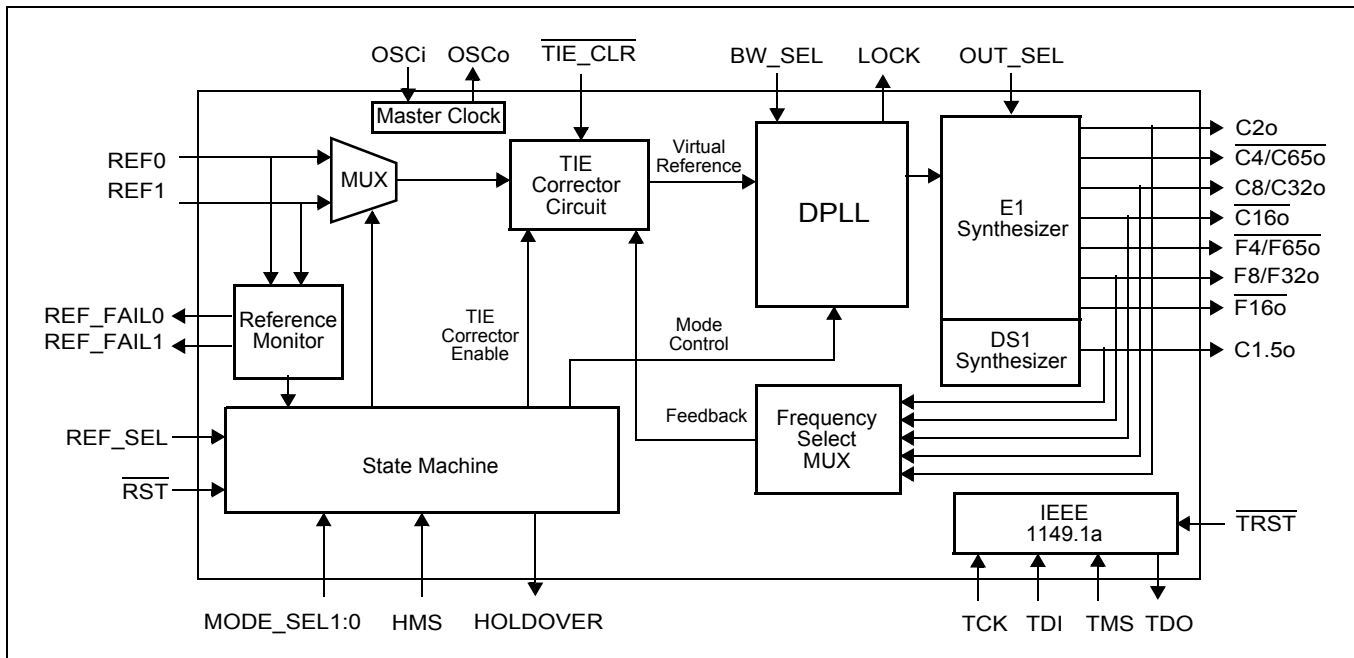 OSCi
OSCo
TIE_CLR
BW_SEL
LOCK
OUT_SEL
Master Clock
REF0
REF1
MUX
TIE
Corrector
Circuit
Virtual
Reference
DPLL
E1
Synthesizer
DS1
Synthesizer
C2o
C4/C65o
C8/C32o
C16o
F4/F65o
F8/F32o
F16o
C1.5o
REF_FAIL0
REF_FAIL1
Reference
Monitor
TIE
Corrector
Enable
Mode
Control
REF_SEL
RST
State Machine
Feedback
Frequency
Select
MUX
IEEE
1149.1a
TRST
MODE_SEL1:0
HMS
HOLDOVER
TCK
TDI
TMS
TDO